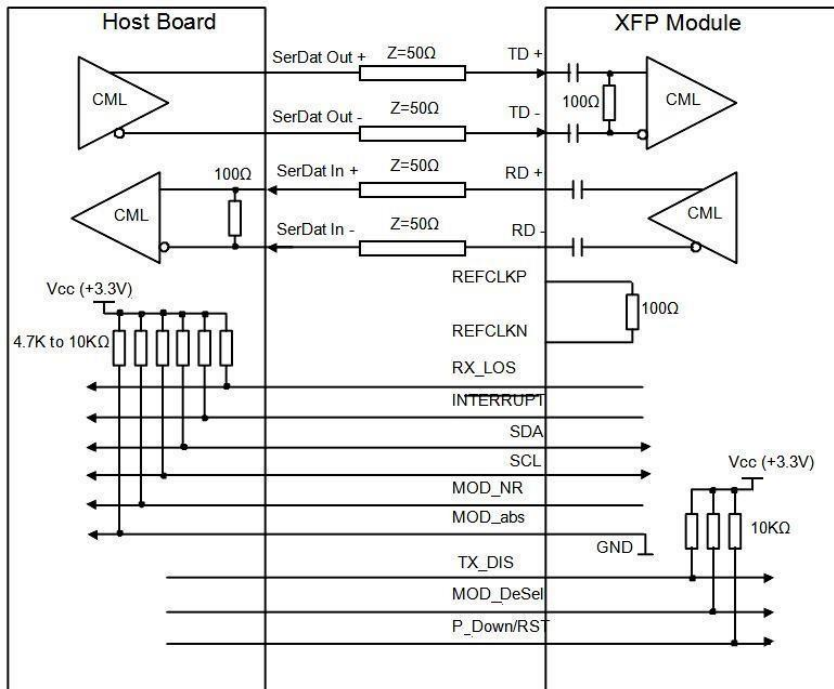 Host Board
XFP Module
SerDat Out +
Z=50Ω
TD +
CML
100Ω
CML
SerDat Out -
Z=50Ω
TD -
SerDat In +
Z=50Ω
RD +
100Ω
CML
CML
SerDat In -
Z=50Ω
RD -
REFCLKP
Vcc (+3.3V)
100Ω
4.7K to 10KΩ
REFCLKN
RX_LOS
INTERRUPT
SDA
SCL
Vcc (+3.3V)
MOD_NR
MOD_abs
10KΩ
GND
TX_DIS
MOD_DeSel
P_Down/RST